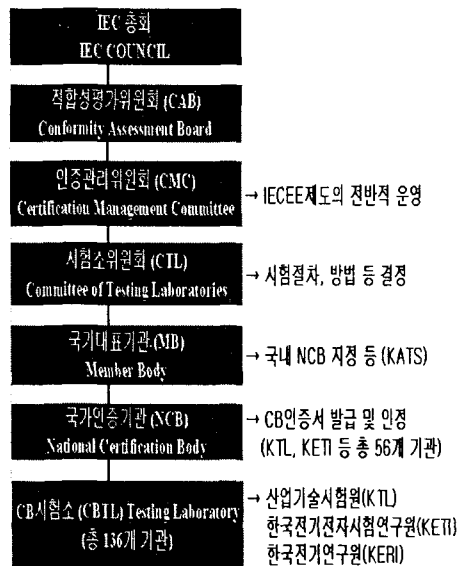 IEC 총회
IEC COUNCIL
적합성평가위원회 (CAB)
Conformity Assessment Board
인증관리위원회 (CMC)
Certification Management Committee
→ IECEE제도의 전반적 운영
시험소위원회 (CTL)
Committee of Testing Laboratories
→ 시험절차, 방법 등 결정
국가대표기관 (MB)
Member Body
→ 국내 NCB 지정 등 (KATS)
국가인증기관 (NCB)
National Certification Body
→ CB인증서 발급 및 인정
(KTL, KETI 등 총 56개 기관)
CB시험소 (CBTL) Testing Laboratory
(총 136개 기관)
→ 산업기술시험원(KTL)
한국전기전자시험연구원(KETI)
한국전기연구원(KERI)